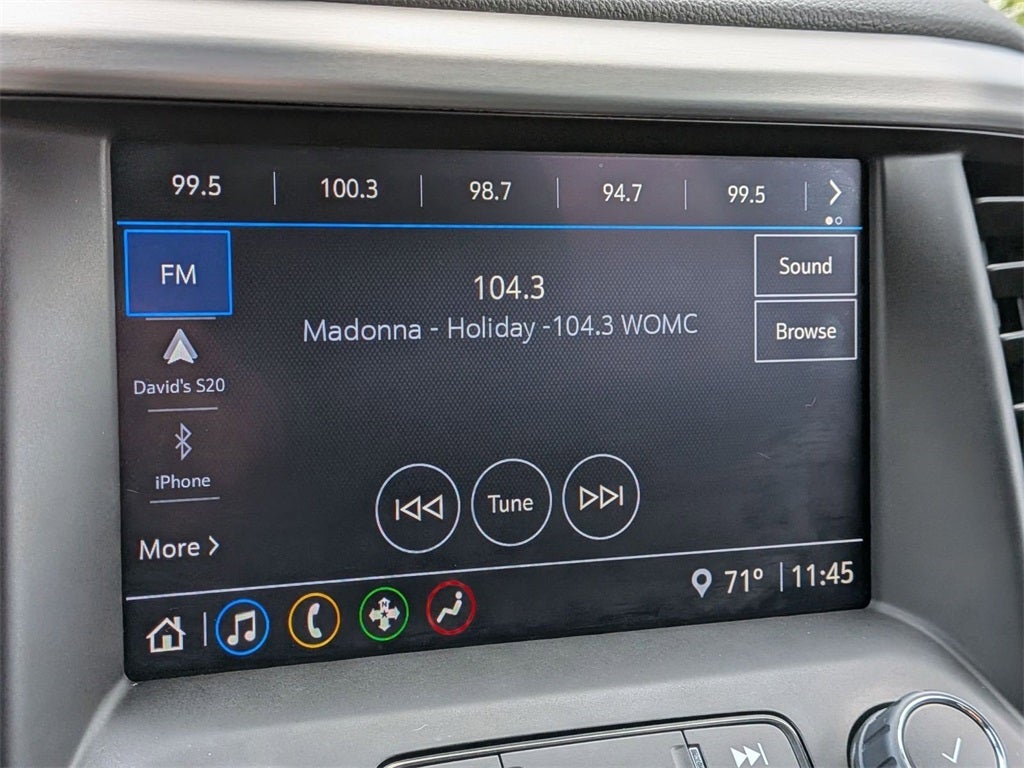 99.5 100.3 98.7 94.7 99.5
FM
104.3
Madonna - Holiday -104.3 WOMC
Sound
Browse
David's S20
iPhone
Tune
More
71° 11:45
N